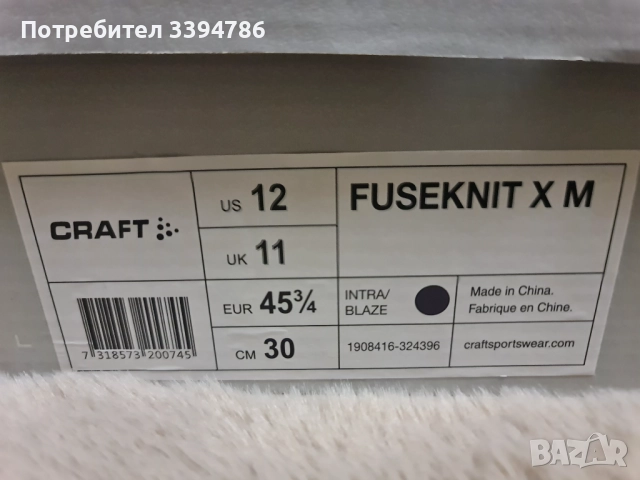 Потребител 3394786
CRAFT
US 12
UK 11
EUR 45¾
CM 30
FUSEKNIT X M
INTRA/
BLAZE
Made in China.
Fabrique en Chine.
1908416-324396
craftsportswear.com
7 318573 200745
BAZAR